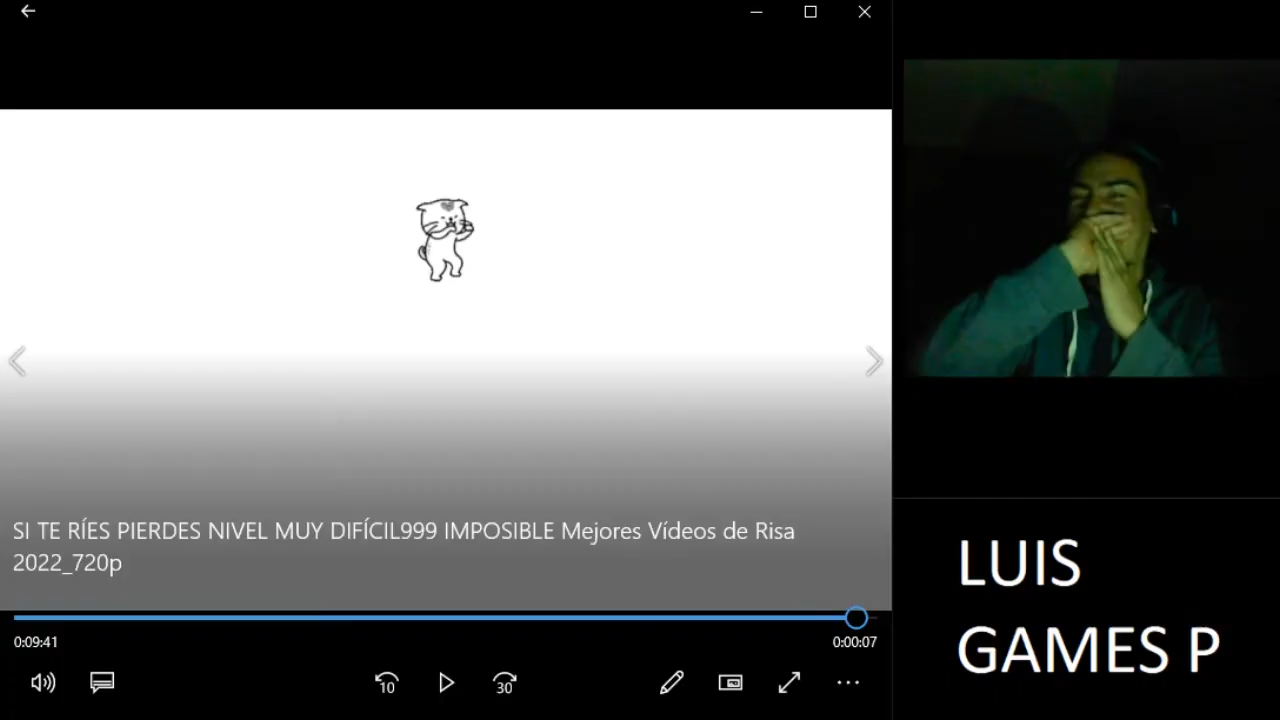 SI TE RÍES PIERDES NIVEL MUY DIFÍCIL999 IMPOSIBLE Mejores Vídeos de Risa
2022_720p
0:09:41
0:00:07
10
30
LUIS
GAMES P